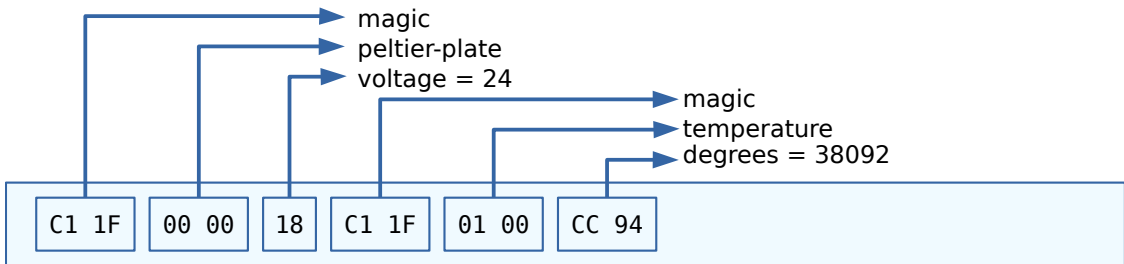 magic
peltier-plate
voltage = 24
magic
temperature
degrees = 38092
C1 1F 00 00 18 C1 1F 01 00 CC 94